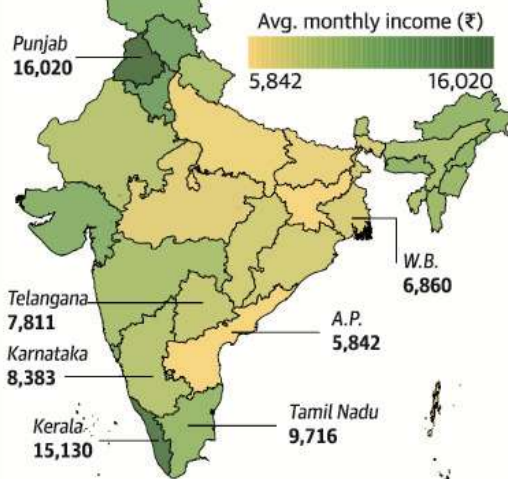 Avg. monthly income (₹)
5,842 16,020
Punjab
16,020
W.B.
6,860
Telangana
7,811
A.P.
5,842
Karnataka
8,383
Tamil Nadu
9,716
Kerala
15,130